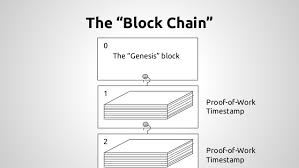 The “Block Chain”
0
The “Genesis” block
1
Proof-of-Work
Timestamp
2
Proof-of-Work
Timestamp